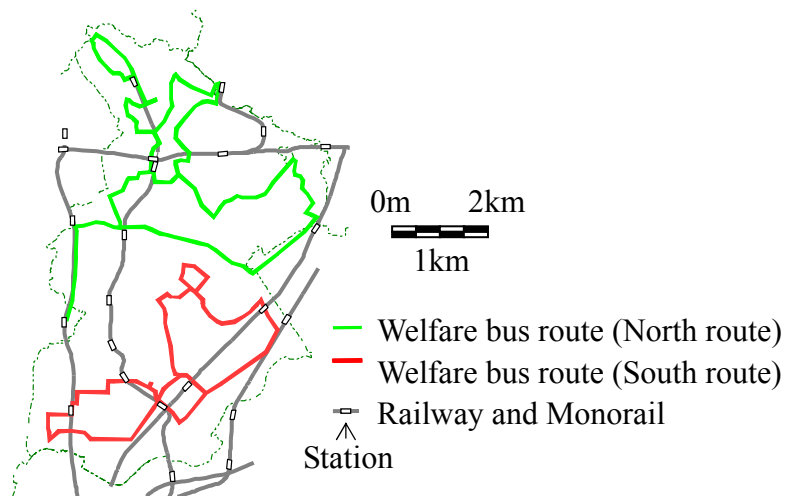 0m 2km
1km
Welfare bus route (North route)
Welfare bus route (South route)
Railway and Monorail
Station